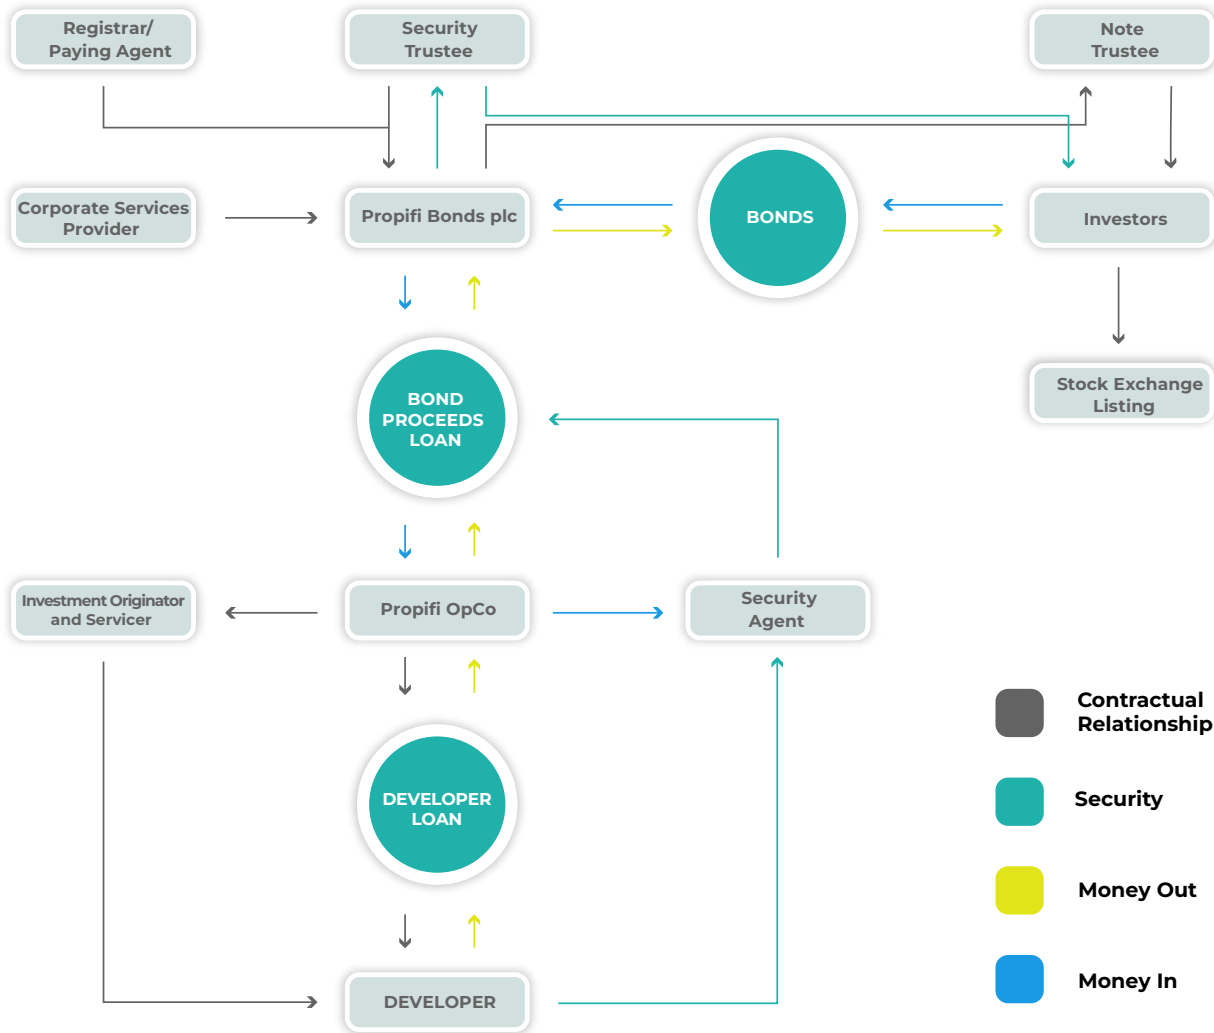 Registrar/
Paying Agent
Security
Trustee
Note
Trustee
Corporate Services
Provider
Propifi Bonds plc
BONDS
Investors
BOND
PROCEEDS
LOAN
Stock Exchange
Listing
Investment Originator
and Servicer
Propifi OpCo
Security
Agent
Contractual
Relationship
DEVELOPER
LOAN
Security
Money Out
DEVELOPER
Money In